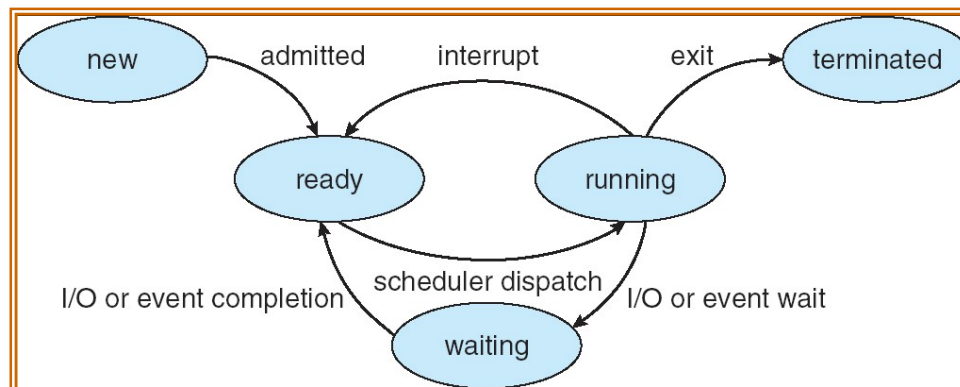 new
admitted
interrupt
exit
terminated
ready
running
scheduler dispatch
I/O or event completion
I/O or event wait
waiting